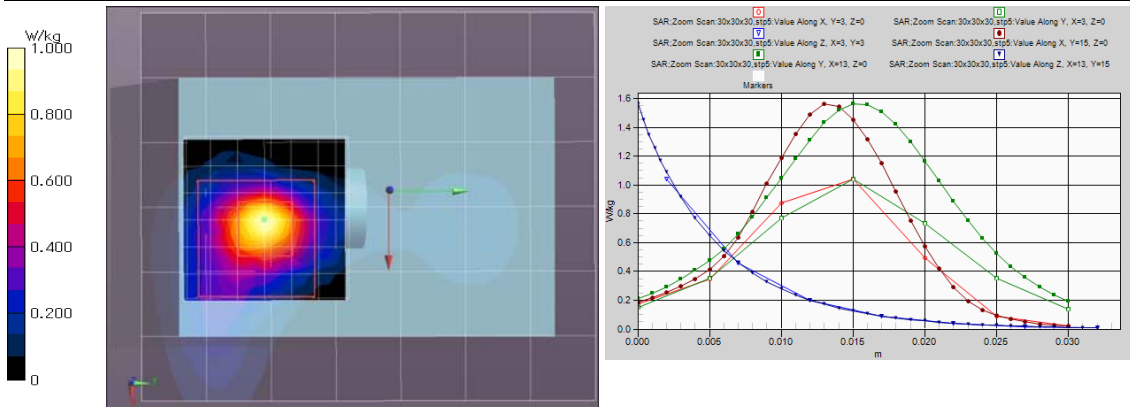 W/kg
1.000
0.800
0.600
0.400
0.200
0
SAR;Zoom Scan:30x30x30,stp5:Value Along X, Y=3, Z=0
SAR;Zoom Scan:30x30x30,stp5:Value Along Y, X=3, Z=0
SAR;Zoom Scan:30x30x30,stp5:Value Along Z, X=3, Y=3
SAR;Zoom Scan:30x30x30,stp5:Value Along X, Y=15, Z=0
SAR;Zoom Scan:30x30x30,stp5:Value Along Y, X=13, Z=0
SAR;Zoom Scan:30x30x30,stp5:Value Along Z, X=13, Y=15
Markers
1.6
1.4
1.2
1.0
0.8
0.6
0.4
0.2
0.0
W/kg
0.000
0.005
0.010
0.015
0.020
0.025
0.030
m